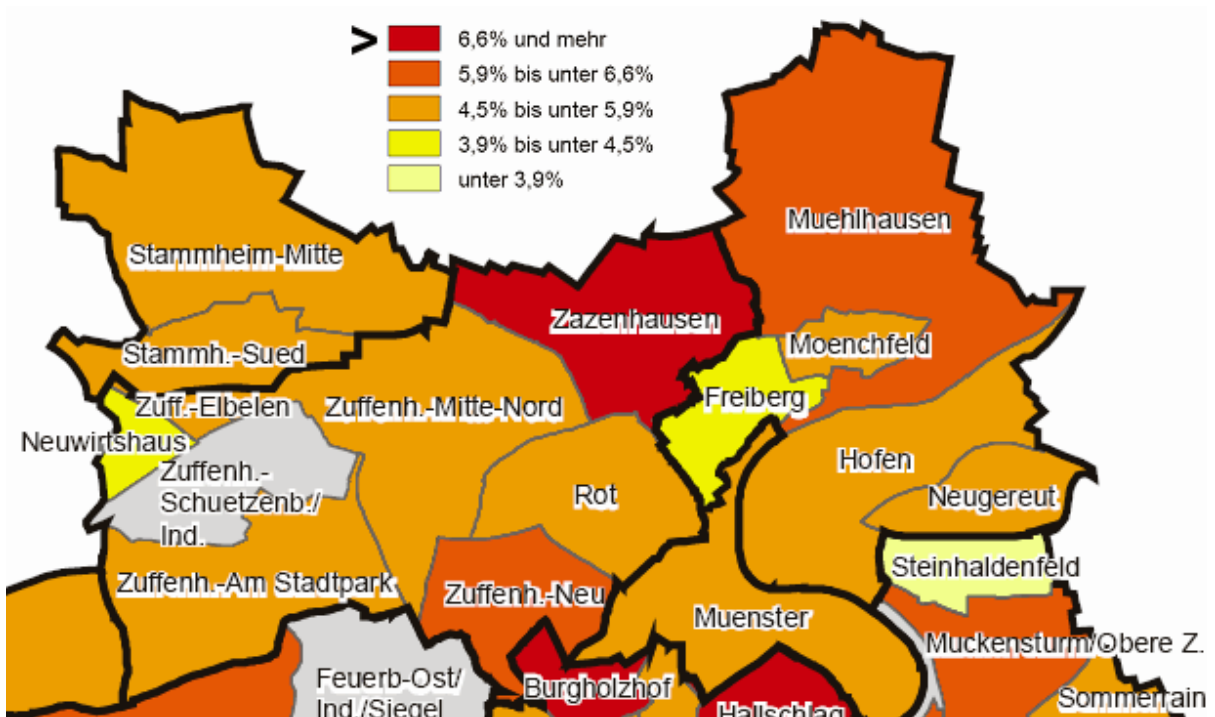 > 6,6% und mehr
5,9% bis unter 6,6%
4,5% bis unter 5,9%
3,9% bis unter 4,5%
unter 3,9%
Muehlhausen
Stammheim-Mitte
Zazenhausen
Moenchfeld
Stammh.-Sued
Freiberg
Zuff.-Elbelen
Zuffenh.-Mitte-Nord
Neuwirtshaus
Hofen
Zuffenh.-
Schuetzenb./
Ind.
Rot
Neugereut
Steinhaldenfeld
Zuffenh.-Am Stadtpark
Zuffenh.-Neu
Muenster
Muckensturm/Obere Z.
Feuerb-Ost/
Ind./Siegel
Burgholzhof
Sommerrain
Hallschlag